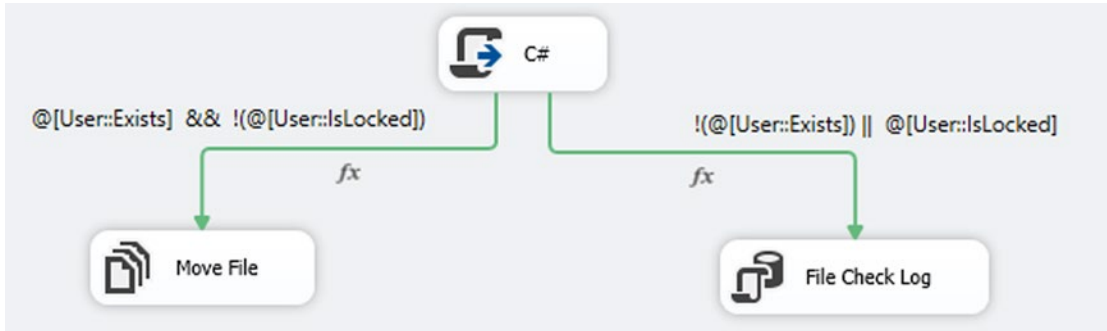 C#
@[User::Exists] && !(@[User::IsLocked])
!(@[User::Exists]) || @[User::IsLocked]
fx
fx
Move File
File Check Log